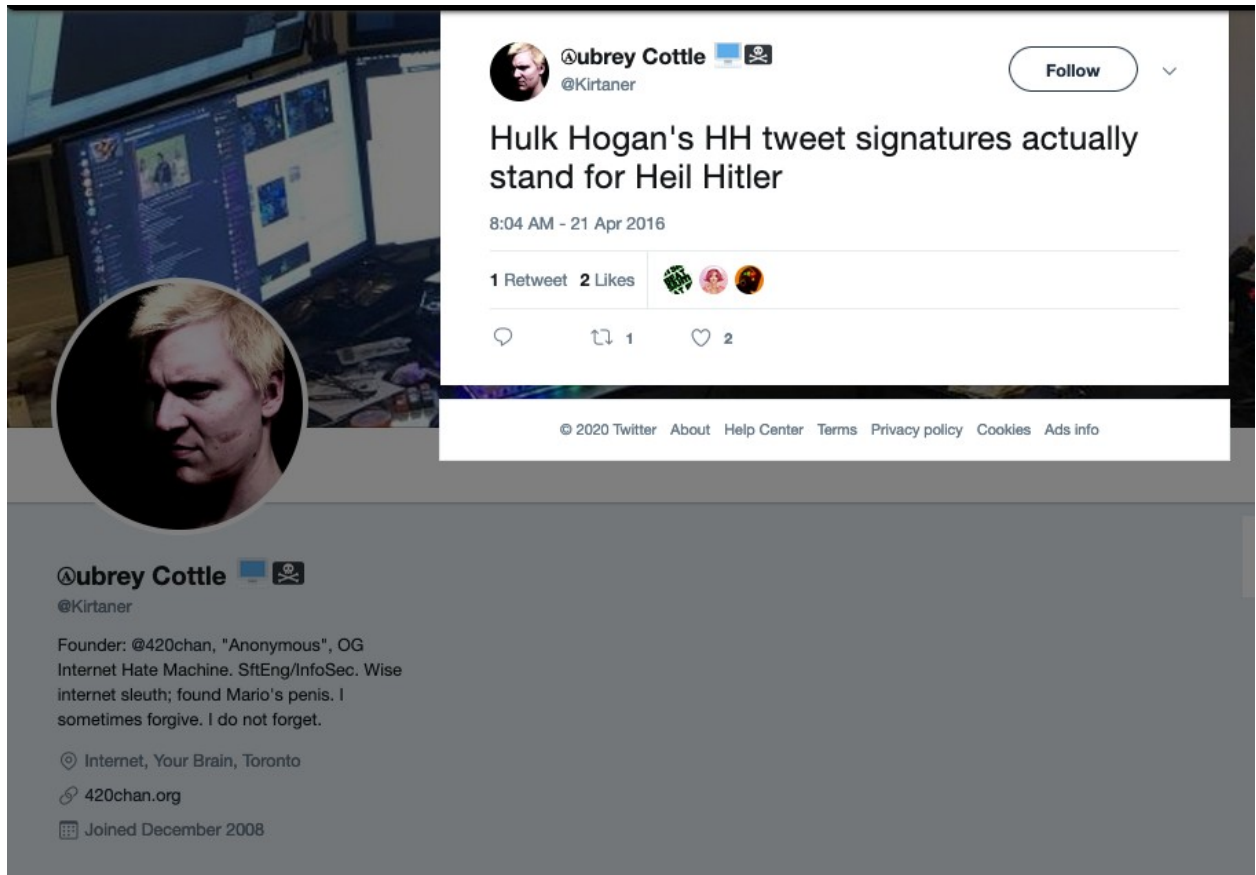 Ⓐubrey Cottle 🖥️🏴‍☠️
@Kirtaner
Follow
Hulk Hogan's HH tweet signatures actually
stand for Heil Hitler
8:04 AM - 21 Apr 2016
1 Retweet 2 Likes
1 2
© 2020 Twitter About Help Center Terms Privacy policy Cookies Ads info
Ⓐubrey Cottle 🖥️🏴‍☠️
@Kirtaner
Founder: @420chan, "Anonymous", OG
Internet Hate Machine. SftEng/InfoSec. Wise
internet sleuth; found Mario's penis. I
sometimes forgive. I do not forget.
Internet, Your Brain, Toronto
420chan.org
Joined December 2008